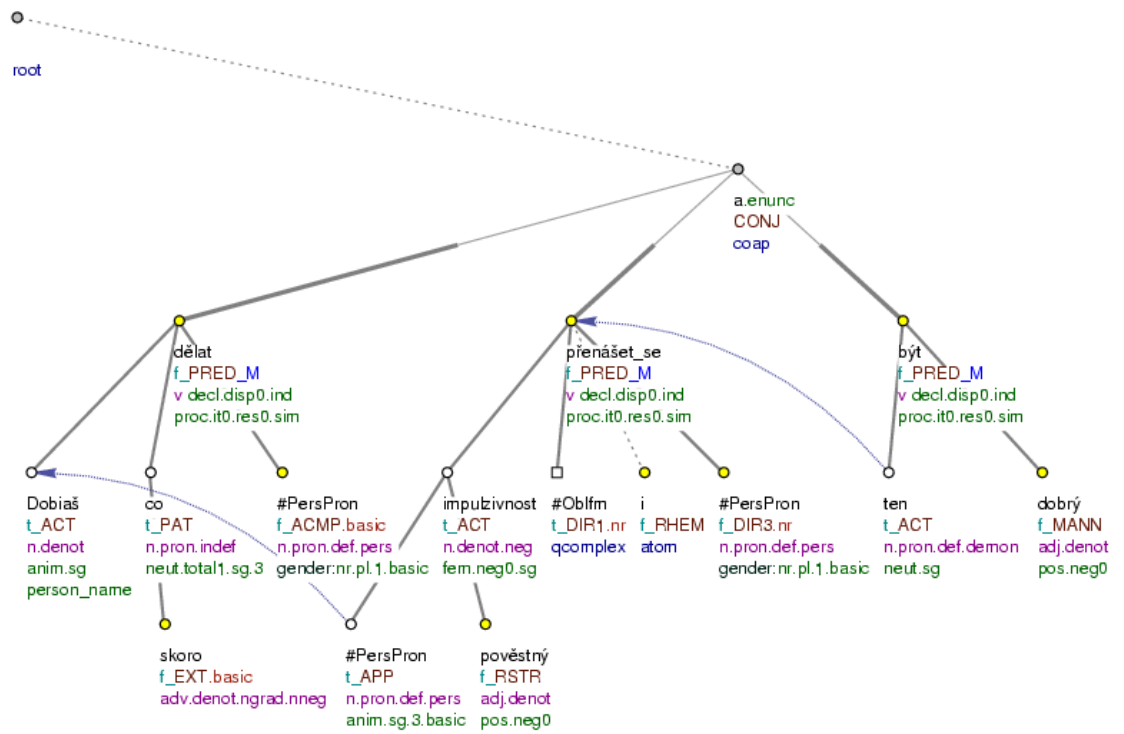 root
a.enunc
CONJ
coap
dělat
f_PRED_M
v decl.disp0.ind
proc.it0.res0.sim
přenášet_se
f_PRED_M
v decl.disp0.ind
proc.it0.res0.sim
být
f_PRED_M
v decl.disp0.ind
proc.it0.res0.sim
Dobiaš
t_ACT
n.denot
anim.sg
person_name
co
t_PAT
n.pron.indef
neut.total1.sg.3
#PersPron
f_ACMP.basic
n.pron.def.pers
gender:nr.pl.1.basic
impulzivnost
t_ACT
n.denot.neg
fem.neg0.sg
#Oblfm
t_DIR1.nr
qcomplex
i
f_RHEM
atom
#PersPron
f_DIR3.nr
n.pron.def.pers
gender:nr.pl.1.basic
ten
t_ACT
n.pron.def.demon
neut.sg
dobrý
f_MANN
adj.denot
pos.neg0
skoro
f_EXT.basic
adv.denot.ngrad.nneg
#PersPron
t_APP
n.pron.def.pers
anim.sg.3.basic
pověstný
f_RSTR
adj.denot
pos.neg0